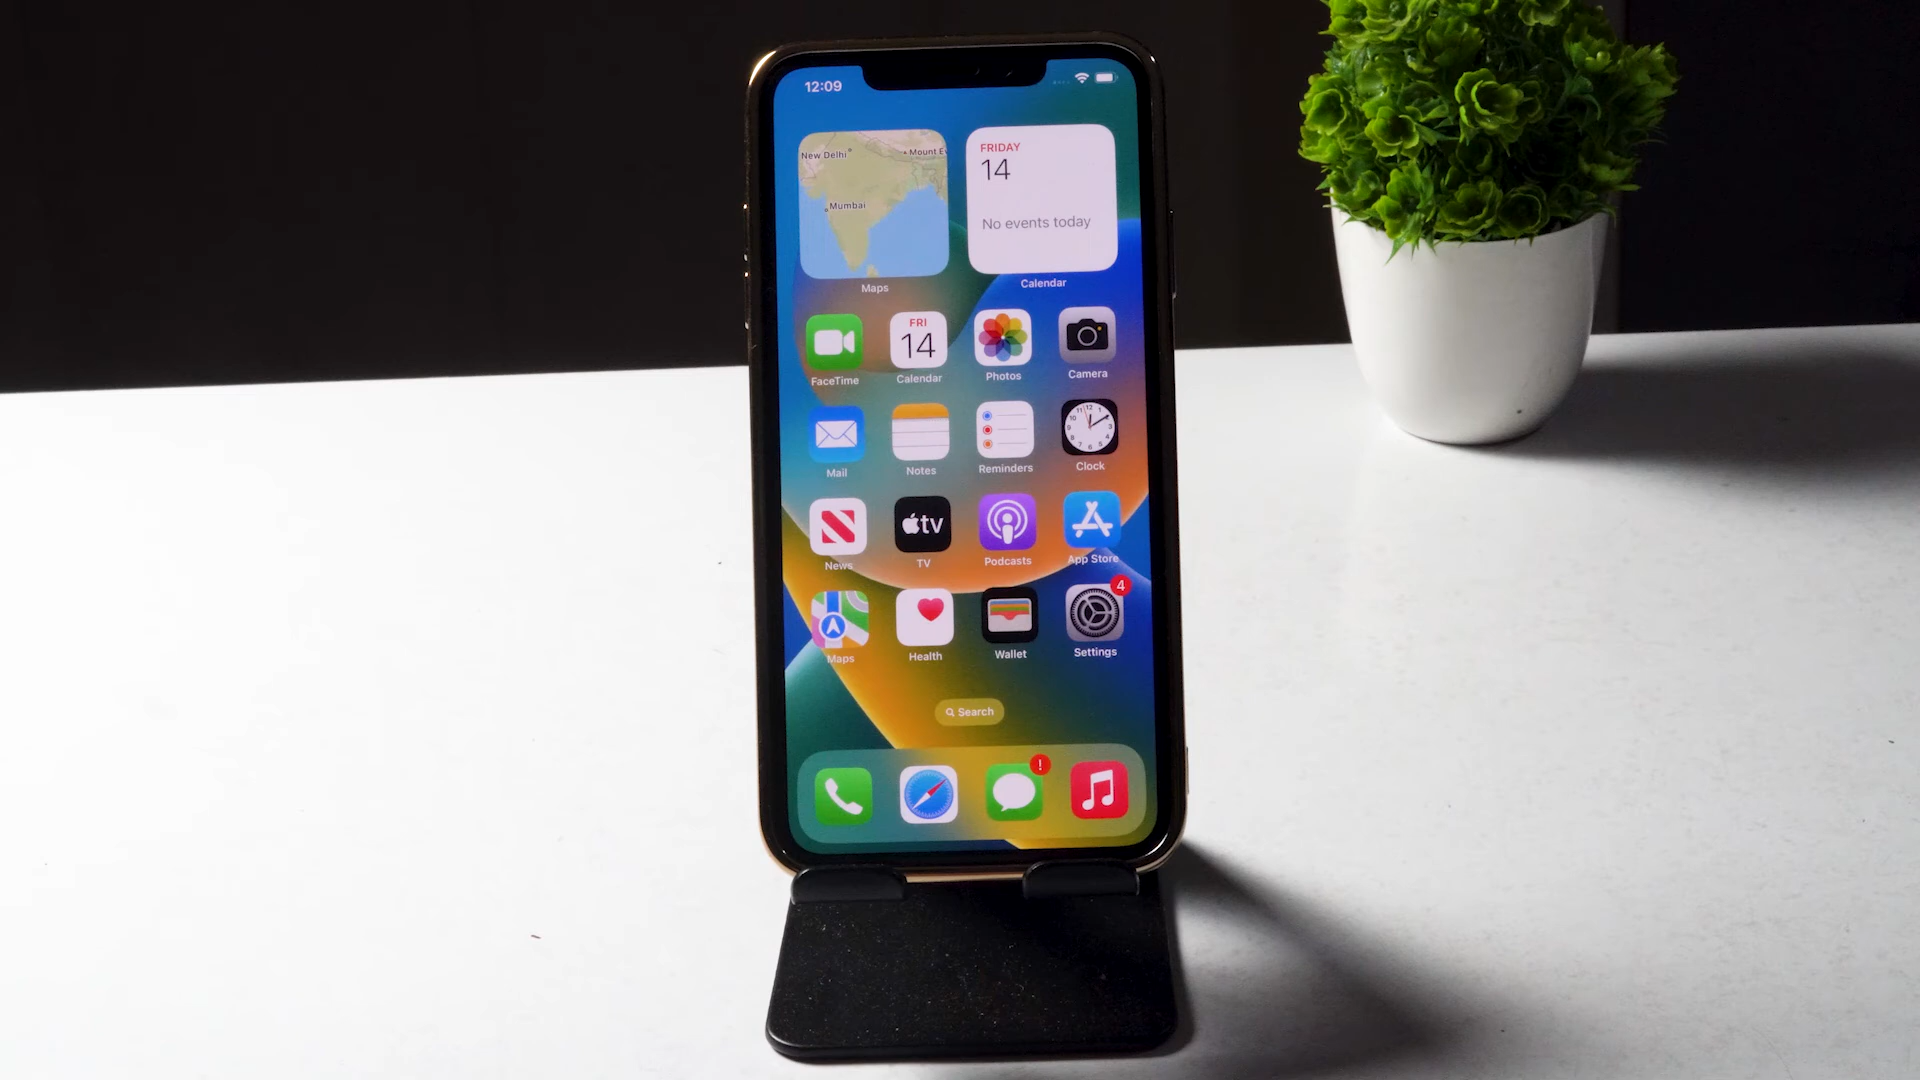 12:09
New Delhi
Mount Ev
Mumbai
Maps
FRIDAY
14
No events today
Calendar
FaceTime
FRI
14
Calendar
Photos
Camera
Mail
Notes
Reminders
Clock
News
tv
TV
Podcasts
App Store
4
Maps
Health
Wallet
Settings
Search
!